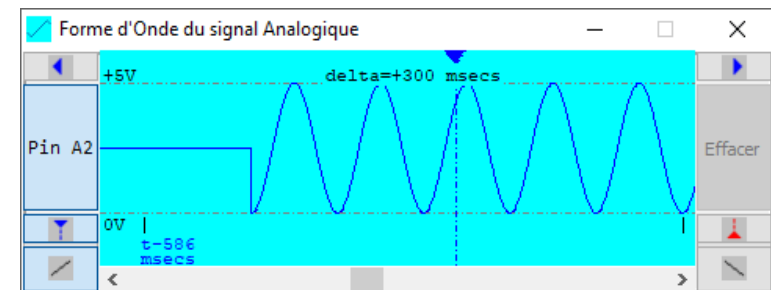 Forme d'Onde du signal Analogique
+5V
delta=+300 msecs
Pin A2
Effacer
0V
t-586
msecs